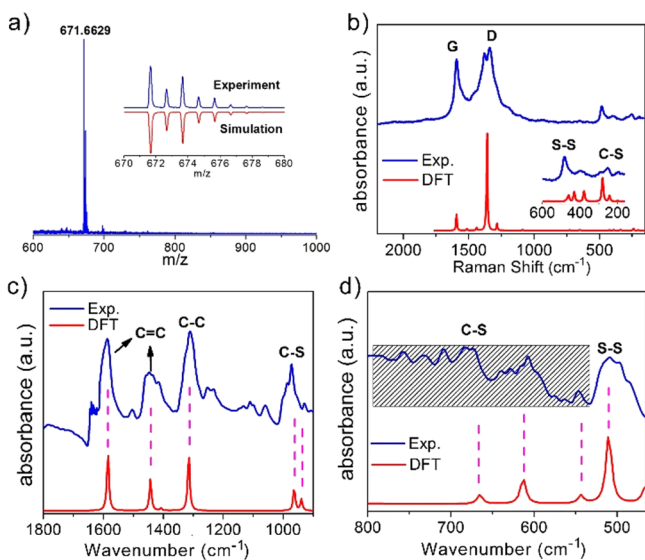 a)
671.6629
Experiment
Simulation
670 672 674 676 678 680
m/z
600 700 800 900 1000
m/z
b)
absorbance (a.u.)
G
D
S-S
C-S
Exp.
DFT
600 400 200
2000 1500 1000 500
Raman Shift (cm⁻¹)
c)
absorbance (a.u.)
Exp.
DFT
C=C
C-C
C-S
1800 1600 1400 1200 1000
Wavenumber (cm⁻¹)
d)
absorbance (a.u.)
C-S
S-S
Exp.
DFT
800 700 600 500
Wavenumber (cm⁻¹)